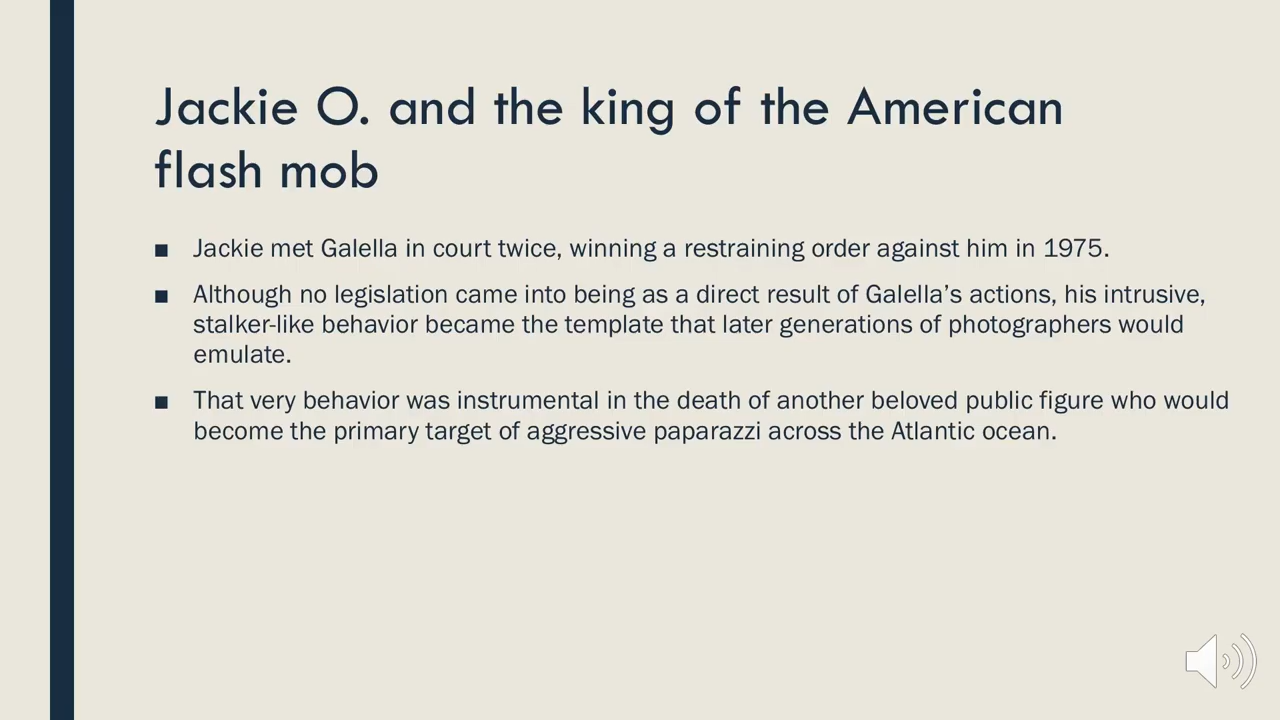 Jackie O. and the king of the American
flash mob
■ Jackie met Galella in court twice, winning a restraining order against him in 1975.
■ Although no legislation came into being as a direct result of Galella’s actions, his intrusive,
stalker-like behavior became the template that later generations of photographers would
emulate.
■ That very behavior was instrumental in the death of another beloved public figure who would
become the primary target of aggressive paparazzi across the Atlantic ocean.